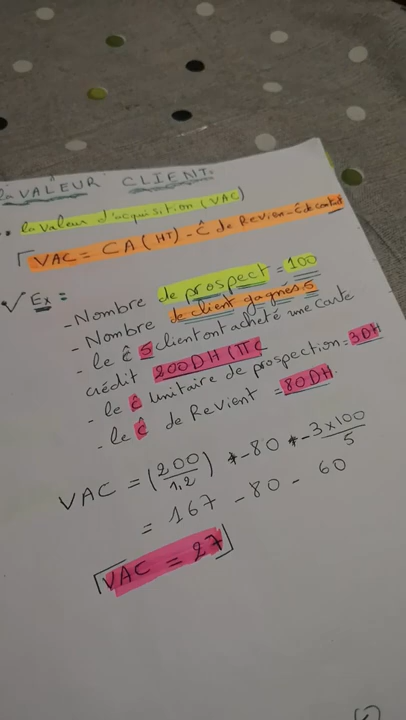 la VALEUR CLIENT.
la valeur d'acquisition (VAC)
VAC = CA (HT) - Ĉ de Revien - Ĉ de contact
√ Ex :
- Nombre de prospect = 100
- Nombre de client gagnés 5
- le Ĉ 5 client ont acheté une carte
crédit 200DH (TTC
- le Ĉ unitaire de prospection = 3DH
- le Ĉ de Revient = 80DH.
VAC = (200/1,2) - 80 - 3x100/5
= 167 - 80 - 60
VAC = 27